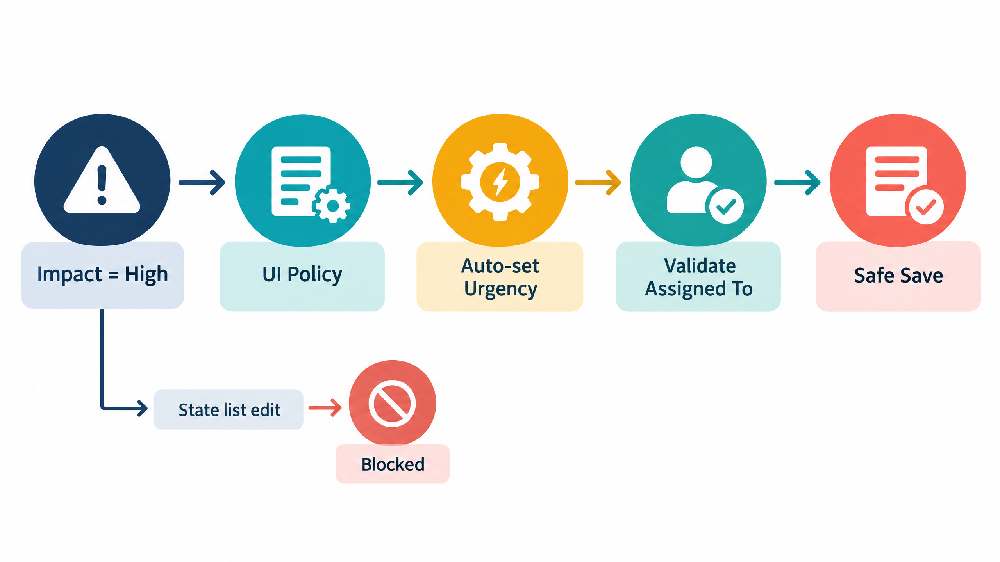 Impact = High
UI Policy
Auto-set
Urgency
Validate
Assigned To
Safe Save
State list edit
Blocked